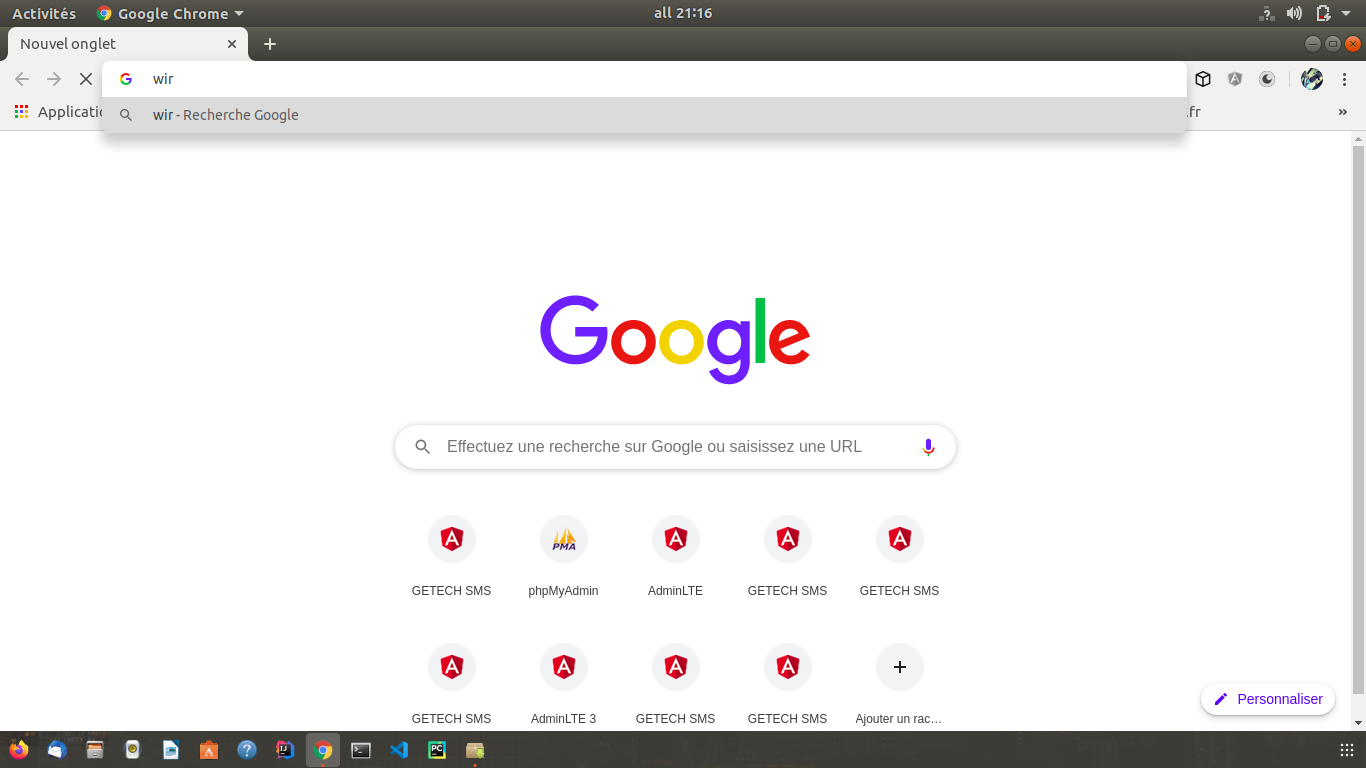 Activités Google Chrome all 21:16
Nouvel onglet
wir
Applicatio .fr »
wir - Recherche Google
Google
Effectuez une recherche sur Google ou saisissez une URL
PMA
GETECH SMS phpMyAdmin AdminLTE GETECH SMS GETECH SMS
GETECH SMS AdminLTE 3 GETECH SMS GETECH SMS Ajouter un rac…
Personnaliser